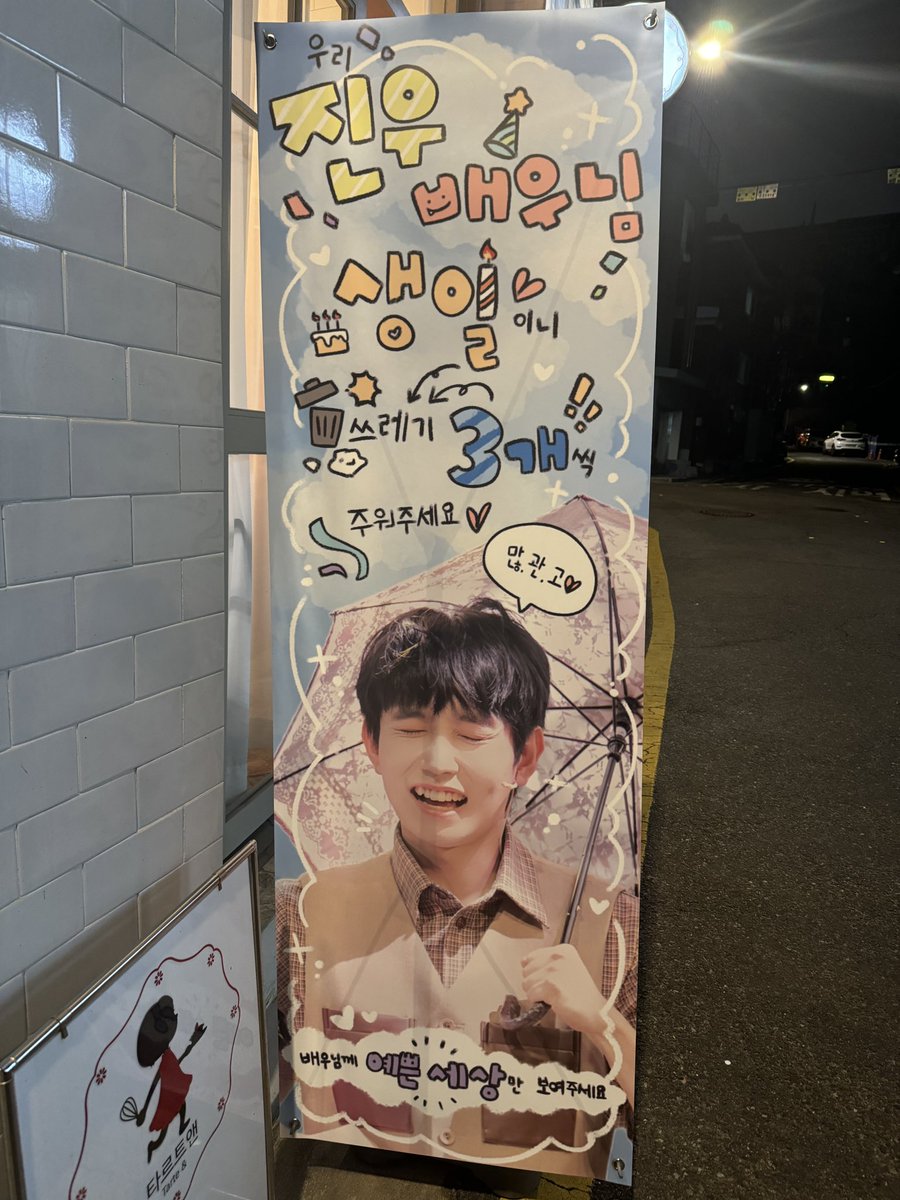 우리
진우
배우님
생일이니
쓰레기 3개씩!!
주워주세요
많.관.고
배우님께 예쁜 세상만 보여주세요
타르트앤
Tarte &